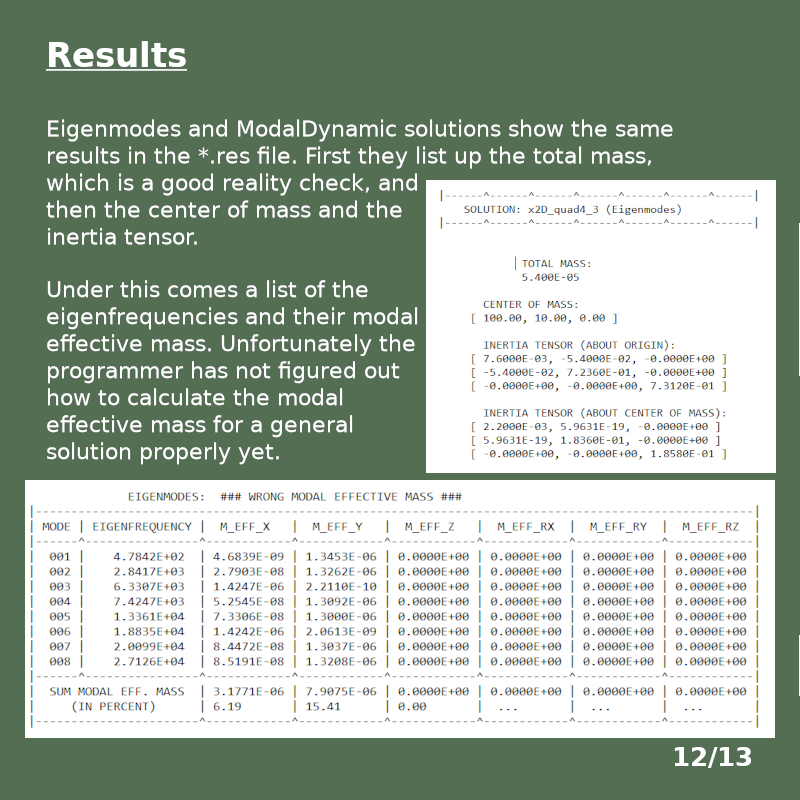 Results
Eigenmodes and ModalDynamic solutions show the same
results in the *.res file. First they list up the total mass,
which is a good reality check, and
then the center of mass and the
inertia tensor.
Under this comes a list of the
eigenfrequencies and their modal
effective mass. Unfortunately the
programmer has not figured out
how to calculate the modal
effective mass for a general
solution properly yet.
|------^------^------^------^------^------^------|
SOLUTION: x2D_quad4_3 (Eigenmodes)
|------^------^------^------^------^------^------|
TOTAL MASS:
5.400E-05
CENTER OF MASS:
[ 100.00, 10.00, 0.00 ]
INERTIA TENSOR (ABOUT ORIGIN):
[ 7.6000E-03, -5.4000E-02, -0.0000E+00 ]
[ -5.4000E-02, 7.2360E-01, -0.0000E+00 ]
[ -0.0000E+00, -0.0000E+00, 7.3120E-01 ]
INERTIA TENSOR (ABOUT CENTER OF MASS):
[ 2.2000E-03, 5.9631E-19, -0.0000E+00 ]
[ 5.9631E-19, 1.8360E-01, -0.0000E+00 ]
[ -0.0000E+00, -0.0000E+00, 1.8580E-01 ]
EIGENMODES: ### WRONG MODAL EFFECTIVE MASS ###
| MODE | EIGENFREQUENCY | M_EFF_X | M_EFF_Y | M_EFF_Z | M_EFF_RX | M_EFF_RY | M_EFF_RZ |
| 001 | 4.7842E+02 | 4.6839E-09 | 1.3453E-06 | 0.0000E+00 | 0.0000E+00 | 0.0000E+00 | 0.0000E+00 |
| 002 | 2.8417E+03 | 2.7903E-08 | 1.3262E-06 | 0.0000E+00 | 0.0000E+00 | 0.0000E+00 | 0.0000E+00 |
| 003 | 6.3307E+03 | 1.4247E-06 | 2.2110E-10 | 0.0000E+00 | 0.0000E+00 | 0.0000E+00 | 0.0000E+00 |
| 004 | 7.4247E+03 | 5.2545E-08 | 1.3092E-06 | 0.0000E+00 | 0.0000E+00 | 0.0000E+00 | 0.0000E+00 |
| 005 | 1.3361E+04 | 7.3306E-08 | 1.3000E-06 | 0.0000E+00 | 0.0000E+00 | 0.0000E+00 | 0.0000E+00 |
| 006 | 1.8835E+04 | 1.4242E-06 | 2.0613E-09 | 0.0000E+00 | 0.0000E+00 | 0.0000E+00 | 0.0000E+00 |
| 007 | 2.0099E+04 | 8.4472E-08 | 1.3037E-06 | 0.0000E+00 | 0.0000E+00 | 0.0000E+00 | 0.0000E+00 |
| 008 | 2.7126E+04 | 8.5191E-08 | 1.3208E-06 | 0.0000E+00 | 0.0000E+00 | 0.0000E+00 | 0.0000E+00 |
| SUM MODAL EFF. MASS | 3.1771E-06 | 7.9075E-06 | 0.0000E+00 | 0.0000E+00 | 0.0000E+00 | 0.0000E+00 |
| (IN PERCENT) | 6.19 | 15.41 | 0.00 | ... | ... | ... |
12/13